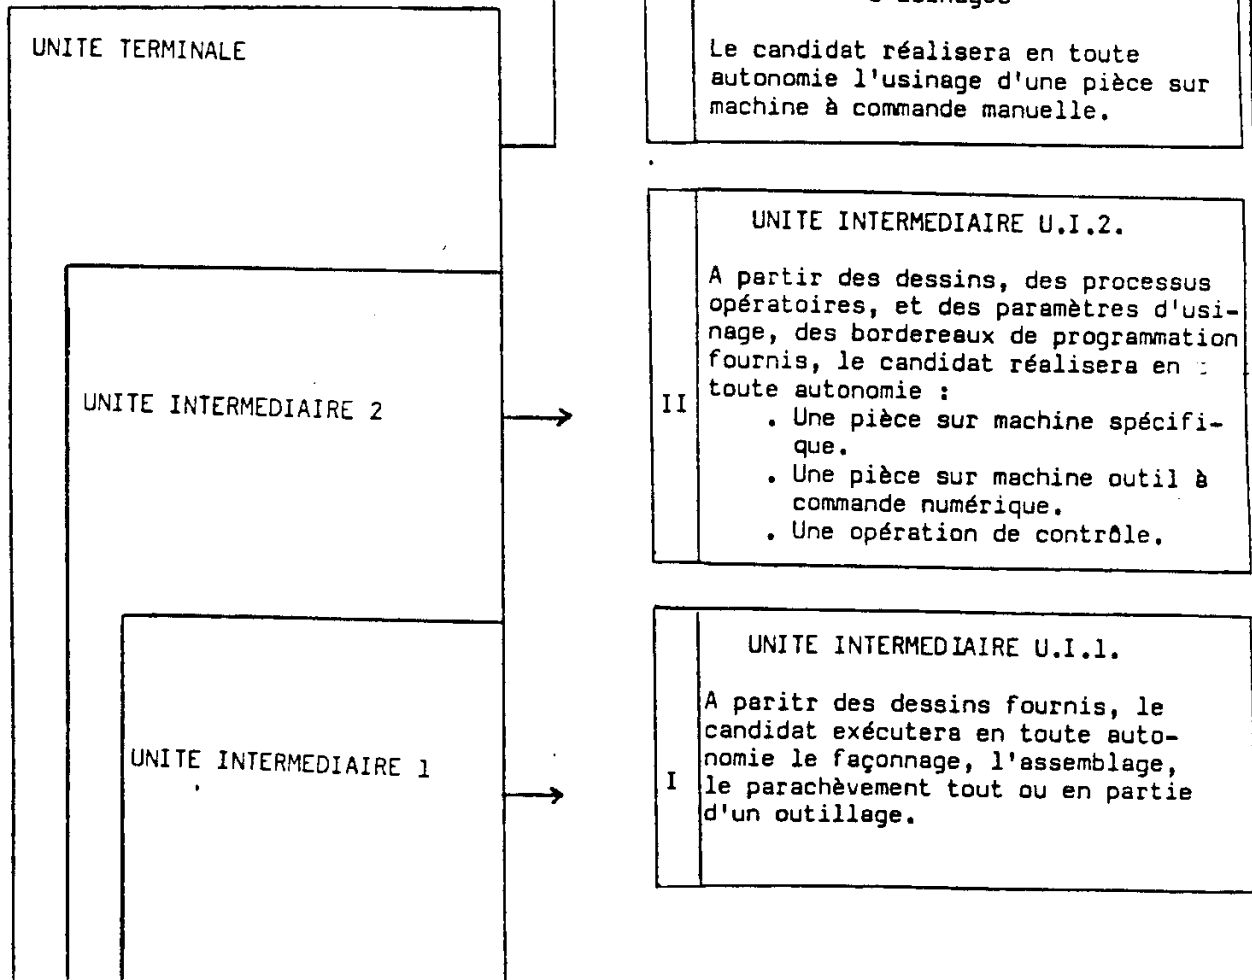 UNITE TERMINALE
d'usinages
Le candidat réalisera en toute
autonomie l'usinage d'une pièce sur
machine à commande manuelle.
UNITE INTERMEDIAIRE 2
II
UNITE INTERMEDIAIRE U.I.2.
A partir des dessins, des processus
opératoires, et des paramètres d'usi-
nage, des bordereaux de programmation
fournis, le candidat réalisera en
toute autonomie :
. Une pièce sur machine spécifi-
que.
. Une pièce sur machine outil à
commande numérique.
. Une opération de contrôle.
UNITE INTERMEDIAIRE 1
I
UNITE INTERMEDIAIRE U.I.1.
A paritr des dessins fournis, le
candidat exécutera en toute auto-
nomie le façonnage, l'assemblage,
le parachèvement tout ou en partie
d'un outillage.